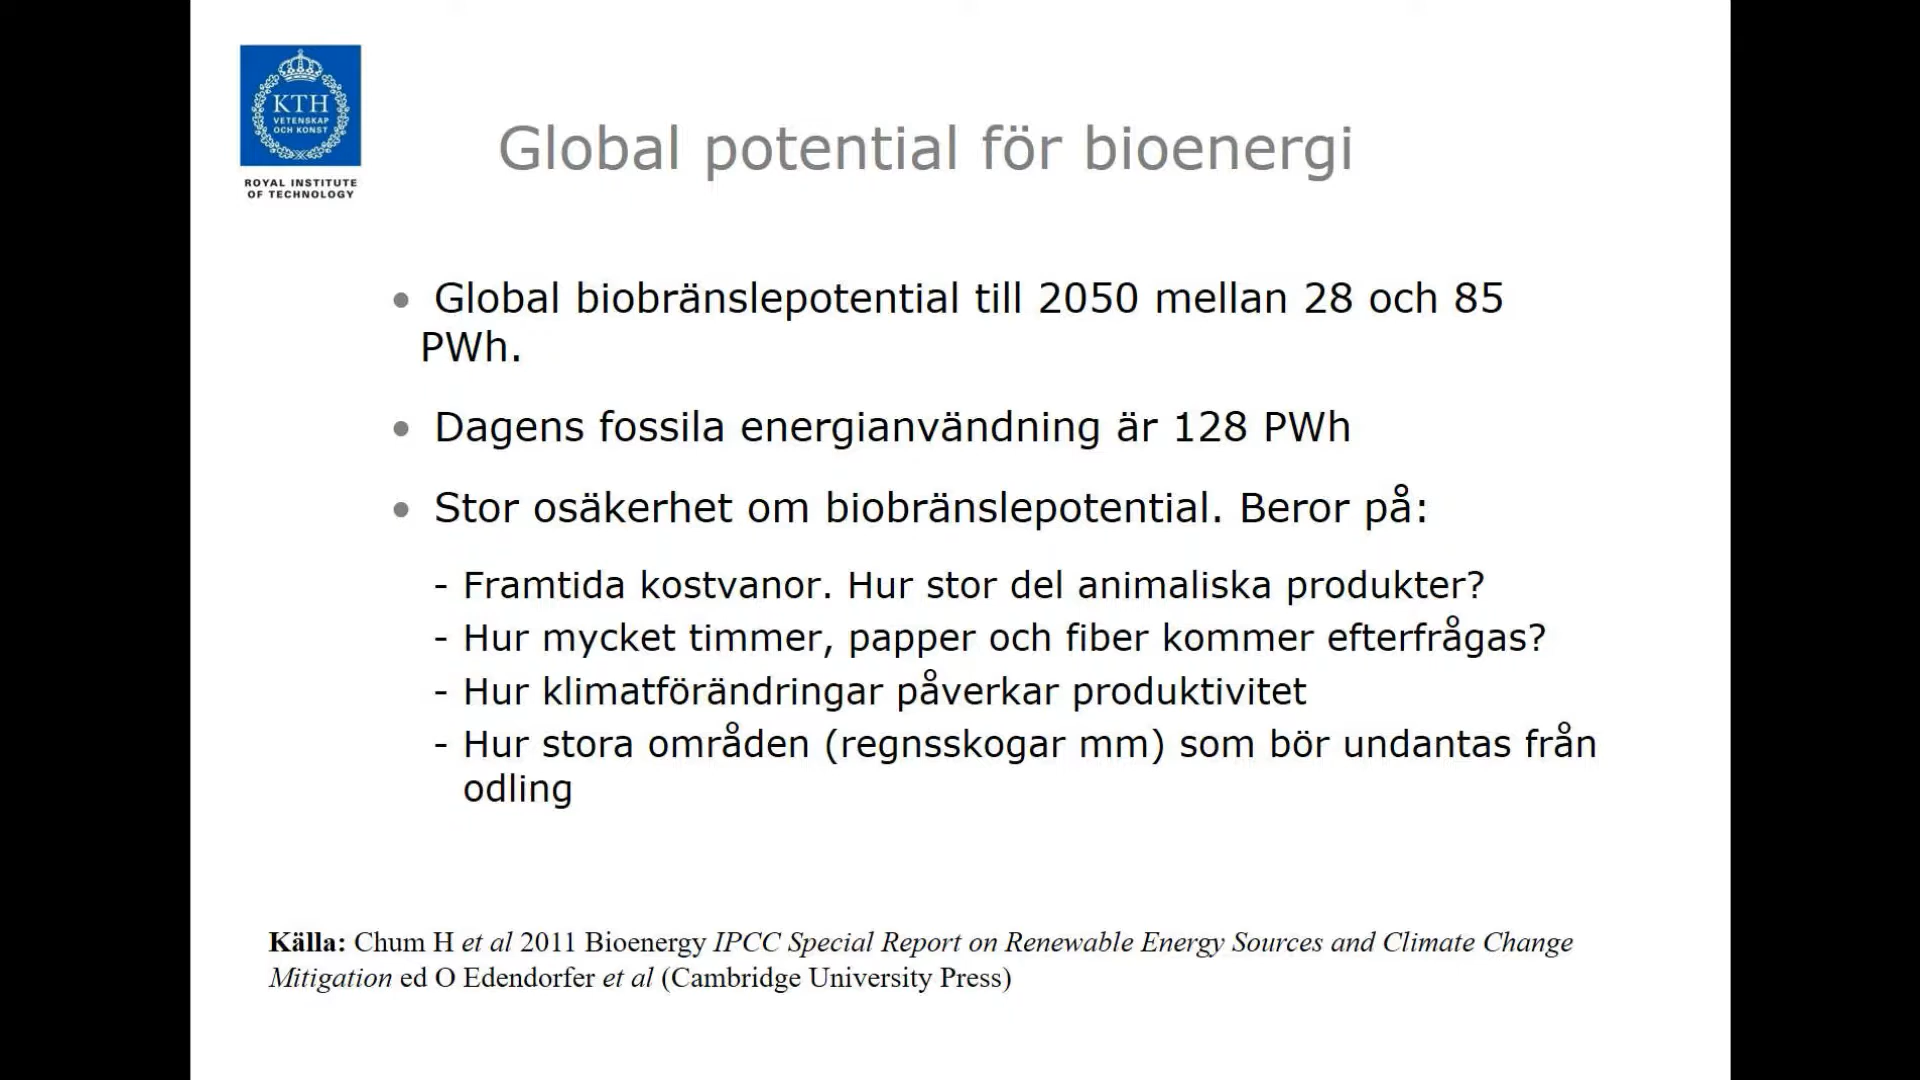 KTH
VETENSKAP
OCH KONST
ROYAL INSTITUTE
OF TECHNOLOGY
Global potential för bioenergi
• Global biobränslepotential till 2050 mellan 28 och 85
PWh.
• Dagens fossila energianvändning är 128 PWh
• Stor osäkerhet om biobränslepotential. Beror på:
- Framtida kostvanor. Hur stor del animaliska produkter?
- Hur mycket timmer, papper och fiber kommer efterfrågas?
- Hur klimatförändringar påverkar produktivitet
- Hur stora områden (regnsskogar mm) som bör undantas från
odling
Källa: Chum H et al 2011 Bioenergy IPCC Special Report on Renewable Energy Sources and Climate Change
Mitigation ed O Edendorfer et al (Cambridge University Press)